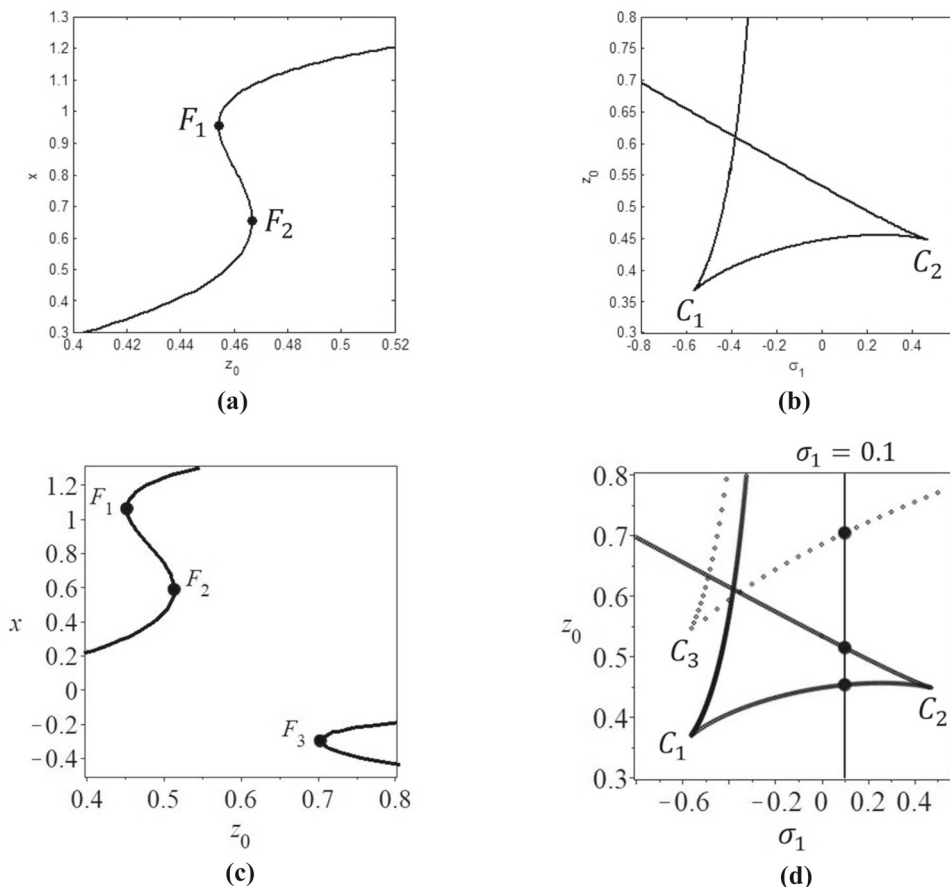 1.3
1.2
1.1
1
0.9
0.8
0.7
0.6
0.5
0.4
0.3
x
F₁
F₂
0.4 0.42 0.44 0.46 0.48 0.5 0.52
z₀
(a)
0.8
0.75
0.7
0.65
0.6
0.55
0.5
0.45
0.4
0.35
0.3
z₀
C₁
C₂
-0.8 -0.6 -0.4 -0.2 0 0.2 0.4
σ₁
(b)
1.2
1
0.8
0.6
0.4
0.2
0
−0.2
−0.4
x
F₁
F₂
F₃
0.4 0.5 0.6 0.7 0.8
z₀
(c)
σ₁ = 0.1
0.8
0.7
0.6
0.5
0.4
0.3
z₀
C₃
C₁
C₂
−0.6 −0.2 0 0.2 0.4
σ₁
(d)